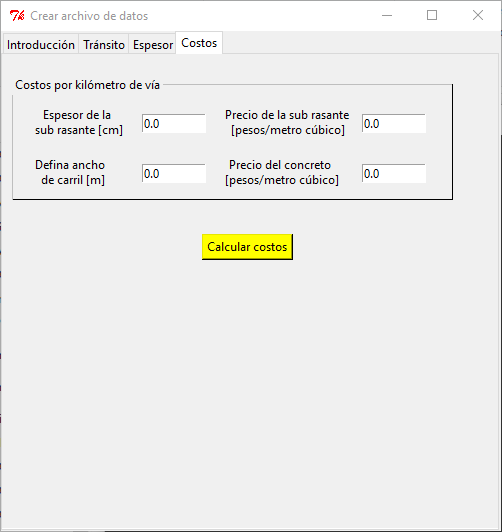 Crear archivo de datos
Introducción Tránsito Espesor Costos
Costos por kilómetro de vía
Espesor de la
sub rasante [cm]
0.0
Precio de la sub rasante
[pesos/metro cúbico]
0.0
Defina ancho
de carril [m]
0.0
Precio del concreto
[pesos/metro cúbico]
0.0
Calcular costos